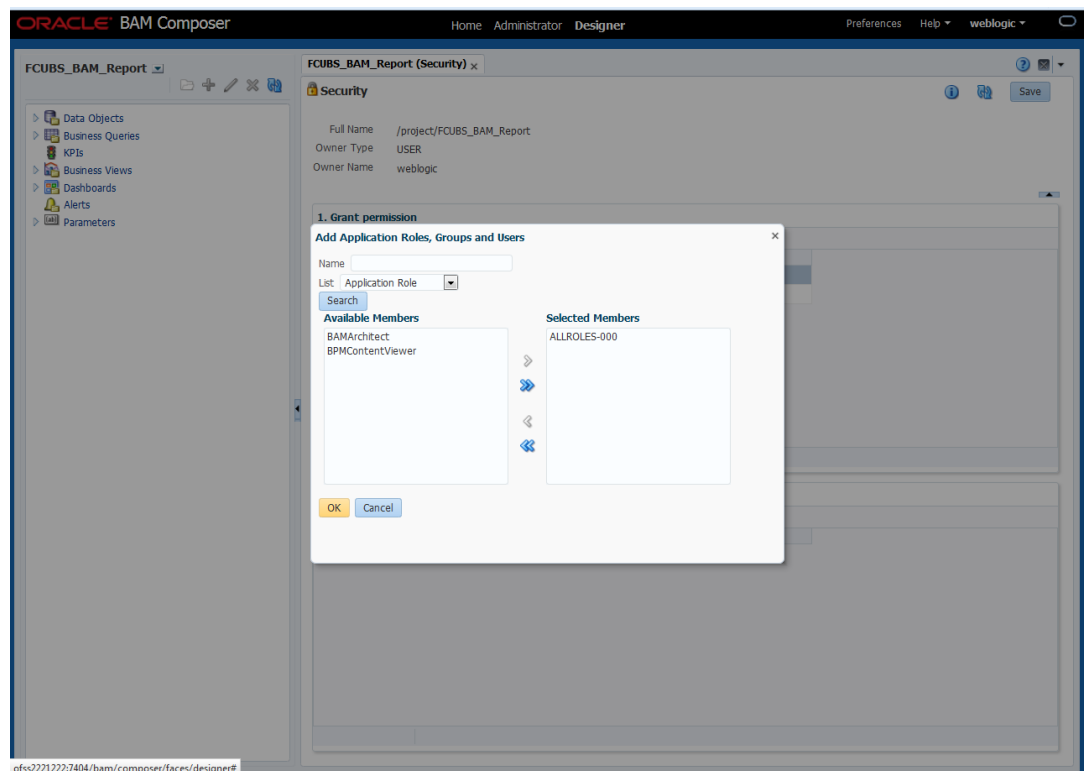 ORACLE BAM Composer
Home Administrator Designer
Preferences Help weblogic
FCUBS_BAM_Report
Data Objects
Business Queries
KPIs
Business Views
Dashboards
Alerts
Parameters
FCUBS_BAM_Report (Security)
Security
Save
Full Name /project/FCUBS_BAM_Report
Owner Type USER
Owner Name weblogic
1. Grant permission
Add Application Roles, Groups and Users
Name
List Application Role
Search
Available Members Selected Members
BAMArchitect ALLROLES-000
BPMContentViewer
OK Cancel
ofss2221222:7404/bam/composer/faces/designer#